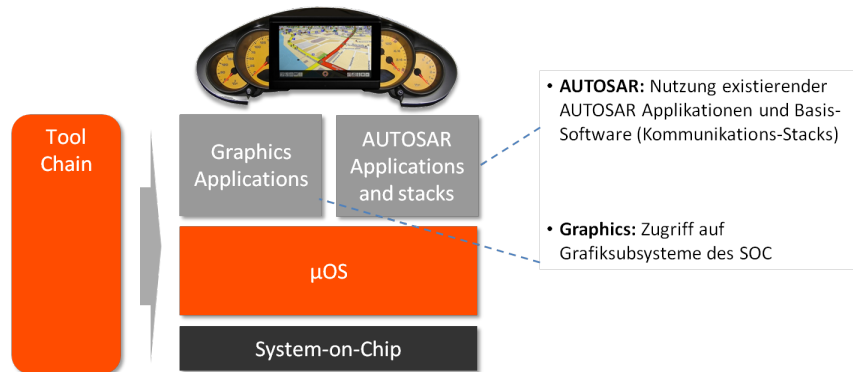 Tool
Chain
Graphics
Applications
AUTOSAR
Applications
and stacks
µOS
System-on-Chip
• AUTOSAR: Nutzung existierender
AUTOSAR Applikationen und Basis-
Software (Kommunikations-Stacks)
• Graphics: Zugriff auf
Grafiksubsysteme des SOC